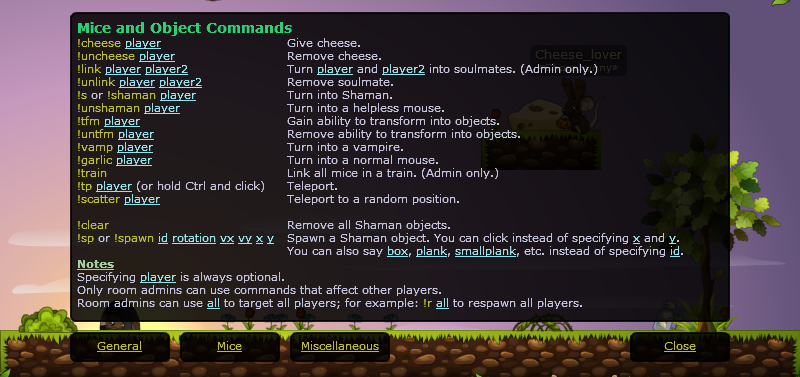 Mice and Object Commands
!cheese player Give cheese.
!uncheese player Remove cheese.
!link player player2 Turn player and player2 into soulmates. (Admin only.)
!unlink player player2 Remove soulmate.
!s or !shaman player Turn into Shaman.
!unshaman player Turn into a helpless mouse.
!tfm player Gain ability to transform into objects.
!untfm player Remove ability to transform into objects.
!vamp player Turn into a vampire.
!garlic player Turn into a normal mouse.
!train Link all mice in a train. (Admin only.)
!tp player (or hold Ctrl and click) Teleport.
!scatter player Teleport to a random position.
!clear Remove all Shaman objects.
!sp or !spawn id rotation vx vy x y Spawn a Shaman object. You can click instead of specifying x and y.
You can also say box, plank, smallplank, etc. instead of specifying id.
Notes
Specifying player is always optional.
Only room admins can use commands that affect other players.
Room admins can use all to target all players; for example: !r all to respawn all players.
Cheese_lover
General Mice Miscellaneous Close